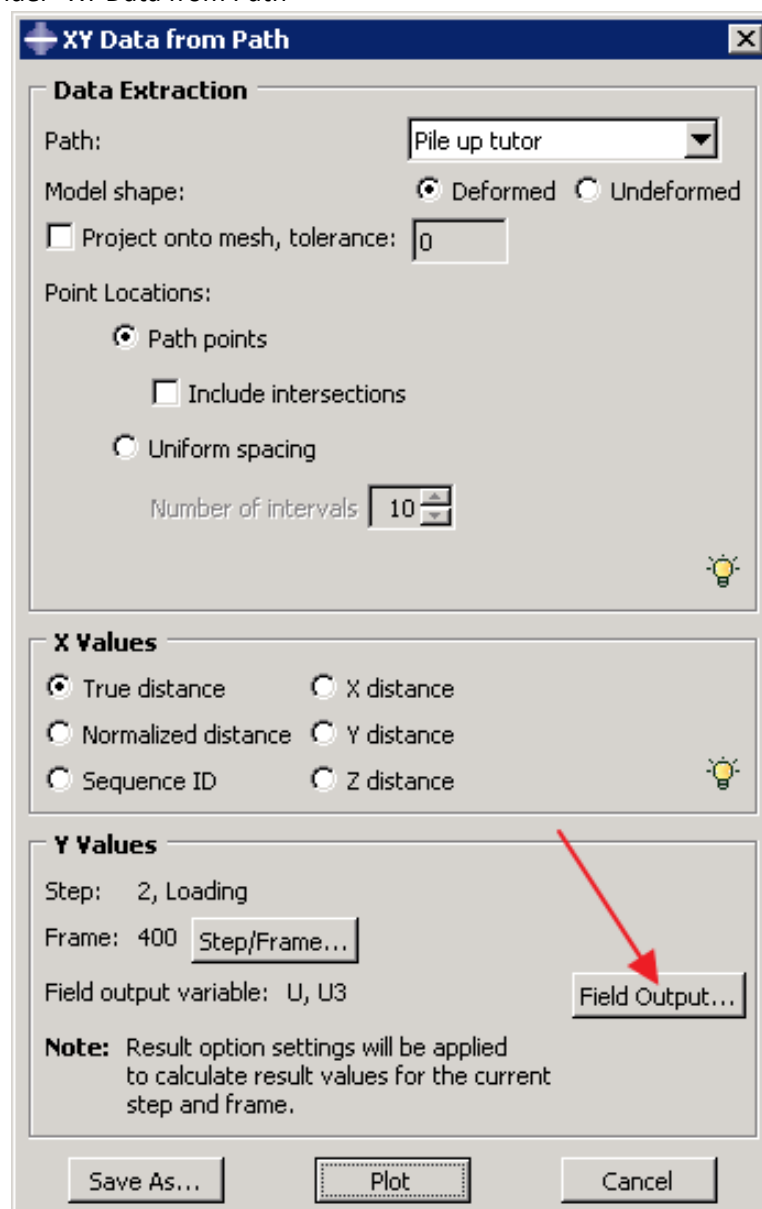 XY Data from Path
XY Data from Path
Data Extraction
Path: Pile up tutor
Model shape: Deformed Undeformed
Project onto mesh, tolerance: 0
Point Locations:
Path points
Include intersections
Uniform spacing
Number of intervals 10
X Values
True distance X distance
Normalized distance Y distance
Sequence ID Z distance
Y Values
Step: 2, Loading
Frame: 400 Step/Frame...
Field output variable: U, U3 Field Output...
Note: Result option settings will be applied
to calculate result values for the current
step and frame.
Save As... Plot Cancel